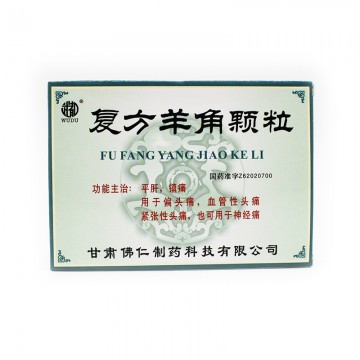 WUDU
复方羊角颗粒
FU FANG YANG JIAO KE LI
国药准字Z62020700
功能主治：平肝，镇痛
用于偏头痛，血管性头痛
紧张性头痛，也可用于神经痛
甘肃佛仁制药科技有限公司